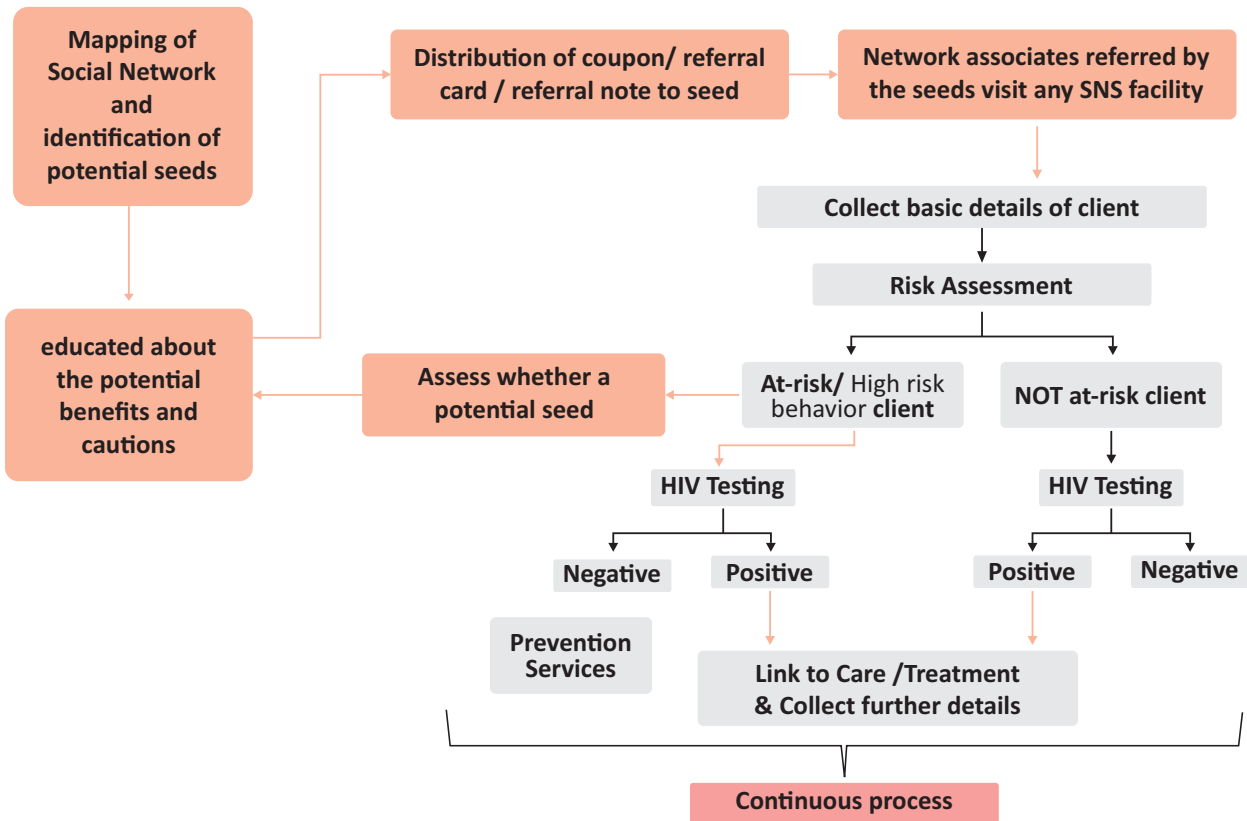 Mapping of
Social Network
and
identification of
potential seeds
Distribution of coupon/ referral
card / referral note to seed
Network associates referred by
the seeds visit any SNS facility
Collect basic details of client
Risk Assessment
educated about
the potential
benefits and
cautions
Assess whether a
potential seed
At-risk/ High risk
behavior client
NOT at-risk client
HIV Testing
HIV Testing
Negative
Positive
Positive
Negative
Prevention
Services
Link to Care /Treatment
& Collect further details
Continuous process